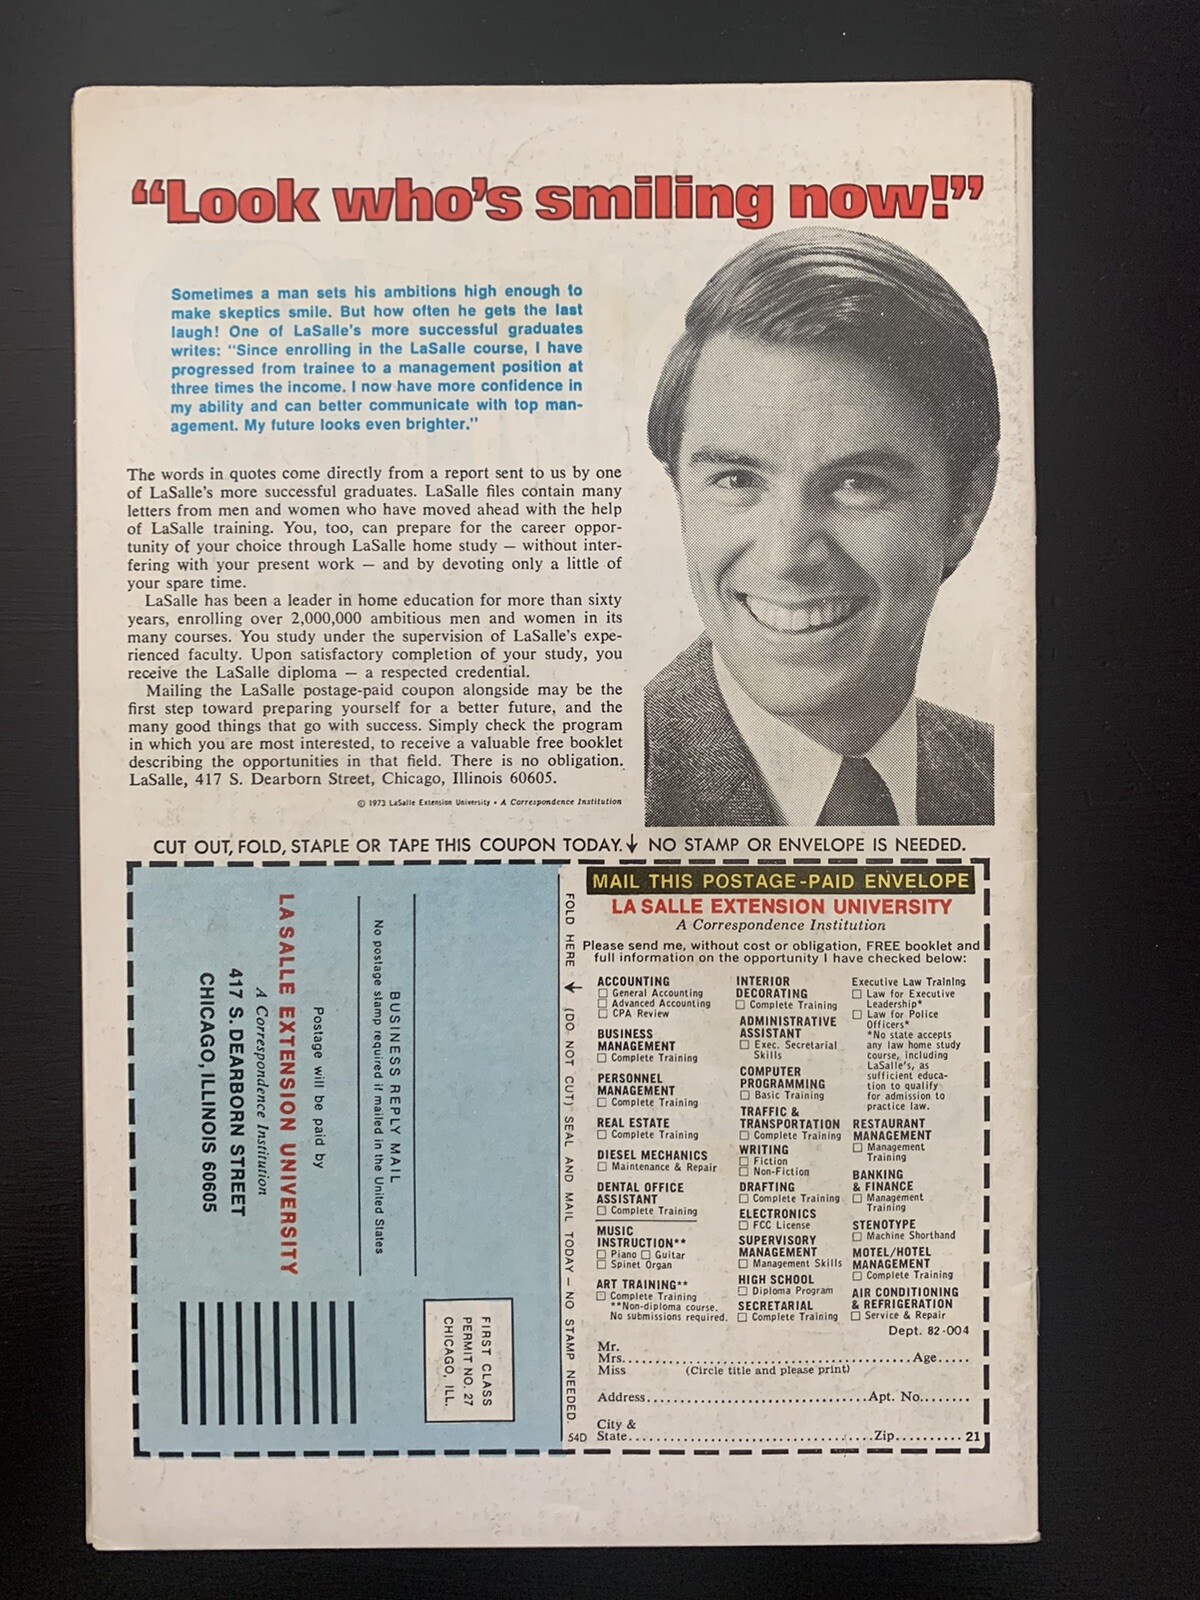 “Look who's smiling now!”
Sometimes a man sets his ambitions high enough to
make skeptics smile. But how often he gets the last
laugh! One of LaSalle's more successful graduates
writes: “Since enrolling in the LaSalle course, I have
progressed from trainee to a management position at
three times the income. I now have more confidence in
my ability and can better communicate with top man-
agement. My future looks even brighter.”
The words in quotes come directly from a report sent to us by one
of LaSalle's more successful graduates. LaSalle files contain many
letters from men and women who have moved ahead with the help
of LaSalle training. You, too, can prepare for the career oppor-
tunity of your choice through LaSalle home study — without inter-
fering with your present work — and by devoting only a little of
your spare time.
LaSalle has been a leader in home education for more than sixty
years, enrolling over 2,000,000 ambitious men and women in its
many courses. You study under the supervision of LaSalle's expe-
rienced faculty. Upon satisfactory completion of your study, you
receive the LaSalle diploma — a respected credential.
Mailing the LaSalle postage-paid coupon alongside may be the
first step toward preparing yourself for a better future, and the
many good things that go with success. Simply check the program
in which you are most interested, to receive a valuable free booklet
describing the opportunities in that field. There is no obligation.
LaSalle, 417 S. Dearborn Street, Chicago, Illinois 60605.
© 1973 LaSalle Extension University • A Correspondence Institution
CUT OUT, FOLD, STAPLE OR TAPE THIS COUPON TODAY. ↓ NO STAMP OR ENVELOPE IS NEEDED.
FIRST CLASS
PERMIT NO. 27
CHICAGO, ILL.
BUSINESS REPLY MAIL
No postage stamp required if mailed in the United States
Postage will be paid by
LA SALLE EXTENSION UNIVERSITY
A Correspondence Institution
417 S. DEARBORN STREET
CHICAGO, ILLINOIS 60605
FOLD HERE → (DO NOT CUT) SEAL AND MAIL TODAY — NO STAMP NEEDED.
54D
MAIL THIS POSTAGE-PAID ENVELOPE
LA SALLE EXTENSION UNIVERSITY
A Correspondence Institution
Please send me, without cost or obligation, FREE booklet and
full information on the opportunity I have checked below:
ACCOUNTING
☐ General Accounting
☐ Advanced Accounting
☐ CPA Review
BUSINESS
MANAGEMENT
☐ Complete Training
PERSONNEL
MANAGEMENT
☐ Complete Training
REAL ESTATE
☐ Complete Training
DIESEL MECHANICS
☐ Maintenance & Repair
DENTAL OFFICE
ASSISTANT
☐ Complete Training
MUSIC
INSTRUCTION**
☐ Piano ☐ Guitar
☐ Spinet Organ
ART TRAINING**
☐ Complete Training
**Non-diploma course.
No submissions required.
INTERIOR
DECORATING
☐ Complete Training
ADMINISTRATIVE
ASSISTANT
☐ Exec. Secretarial
Skills
COMPUTER
PROGRAMMING
☐ Basic Training
TRAFFIC &
TRANSPORTATION
☐ Complete Training
WRITING
☐ Fiction
☐ Non-Fiction
DRAFTING
☐ Complete Training
ELECTRONICS
☐ FCC License
SUPERVISORY
MANAGEMENT
☐ Management Skills
HIGH SCHOOL
☐ Diploma Program
SECRETARIAL
☐ Complete Training
Executive Law Training
☐ Law for Executive
Leadership*
☐ Law for Police
Officers*
*No state accepts
any law home study
course, including
LaSalle's, as
sufficient educa-
tion to qualify
for admission to
practice law.
RESTAURANT
MANAGEMENT
☐ Management
Training
BANKING
& FINANCE
☐ Management
Training
STENOTYPE
☐ Machine Shorthand
MOTEL/HOTEL
MANAGEMENT
☐ Complete Training
AIR CONDITIONING
& REFRIGERATION
☐ Service & Repair
Dept. 82-004
Mr.
Mrs. Age
Miss (Circle title and please print)
Address Apt. No.
City &
State Zip 21